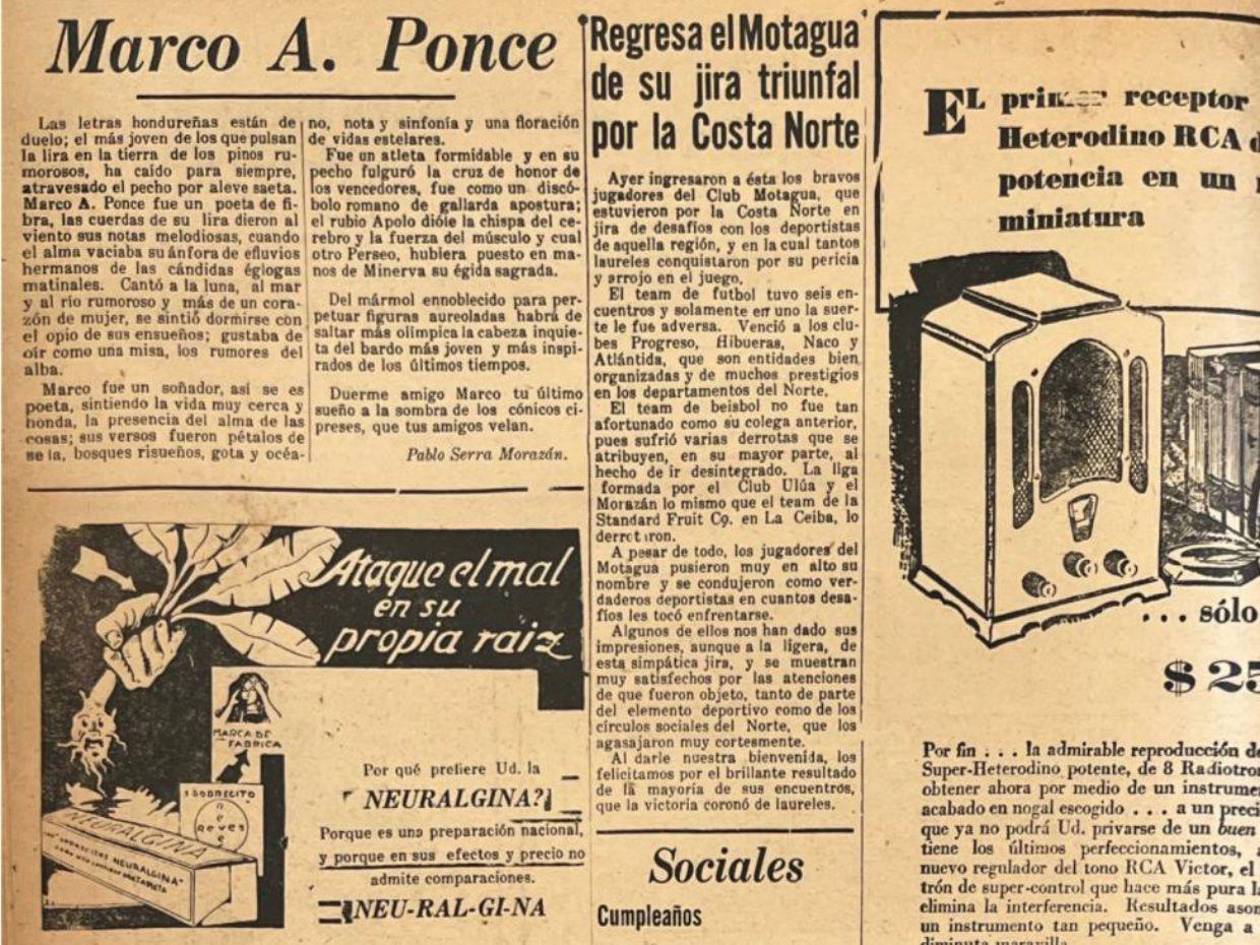 Marco A. Ponce
Las letras hondureñas están de
duelo; el más joven de los que pulsan
la lira en la tierra de los pinos ru-
morosos, ha caído para siempre,
atravesado el pecho por aleve saeta.
Marco A. Ponce fue un poeta de fi-
bra, las cuerdas de su lira dieron al
viento sus notas melodiosas, cuando
el alma vaciaba su ánfora de efluvios
hermanos de las cándidas églogas
matinales. Cantó a la luna, al mar
y al río rumoroso y más de un cora-
zón de mujer, se sintió dormirse con
el opio de sus ensueños; gustaba de
oír como una misa, los rumores del
alba.
Marco fue un soñador, así se es
poeta, sintiendo la vida muy cerca y
honda, la presencia del alma de las
cosas; sus versos fueron pétalos de
bosques risueños, gota y océa-
no, nota y sinfonía y una floración
de vidas estelares.
Fue un atleta formidable y en su
pecho fulguró la cruz de honor de
los vencedores, fue como un discó-
bolo romano de gallarda apostura;
el rubio Apolo dióle la chispa del ce-
rebro y la fuerza del músculo y cual
otro Perseo, hubiera puesto en ma-
nos de Minerva su égida sagrada.
Del mármol ennoblecido para per-
petuar figuras aureoladas habrá de
saltar más olímpica la cabeza inquie-
ta del bardo más joven y más inspi-
rados de los últimos tiempos.
Duerme amigo Marco tu último
sueño a la sombra de los cónicos ci-
preses, que tus amigos velan.
Pablo Serra Morazán.
Ataque el mal
en su
propia raiz
MARCA DE
FABRICA
1 SOBRECITO
NEURALGINA
Por qué prefiere Ud. la
NEURALGINA?
Porque es una preparación nacional,
y porque en sus efectos y precio no
admite comparaciones.
NEU-RAL-GI-NA
Regresa el Motagua
de su jira triunfal
por la Costa Norte
Ayer ingresaron a ésta los bravos
jugadores del Club Motagua, que
estuvieron por la Costa Norte en
jira de desafíos con los deportistas
de aquella región, y en la cual tantos
laureles conquistaron por su pericia
y arrojo en el juego.
El team de futbol tuvo seis en-
cuentros y solamente en uno la suer-
te le fue adversa. Venció a los clu-
bes Progreso, Hibueras, Naco y
Atlántida, que son entidades bien
organizadas y de muchos prestigios
en los departamentos del Norte.
El team de beisbol no fue tan
afortunado como su colega anterior,
pues sufrió varias derrotas que se
atribuyen, en su mayor parte, al
hecho de ir desintegrado. La liga
formada por el Club Ulúa y el
Morazán lo mismo que el team de la
Standard Fruit Co. en La Ceiba, lo
A pesar de todo, los jugadores del
Motagua pusieron muy en alto su
nombre y se condujeron como ver-
daderos deportistas en cuantos desa-
fíos les tocó enfrentarse.
Algunos de ellos nos han dado sus
impresiones, aunque a la ligera, de
esta simpática jira, y se muestran
muy satisfechos por las atenciones
de que fueron objeto, tanto de parte
del elemento deportivo como de los
círculos sociales del Norte, que los
agasajaron muy cortesmente.
Al darle nuestra bienvenida, los
felicitamos por el brillante resultado
de la mayoría de sus encuentros,
que la victoria coronó de laureles.
Sociales
Cumpleaños
EL primer receptor
Heterodino RCA
potencia en un
miniatura
... sólo
$ 25
Por fin . . . la admirable reproducción de
Super-Heterodino potente, de 8
obtener ahora por medio de un
acabado en nogal escogido . . . a un
que ya no podrá Ud. privarse de un buen
tiene los últimos perfeccionamientos,
nuevo regulador del tono RCA Victor, el
trón de super-control que hace más pura
elimina la interferencia. Resultados
un instrumento tan pequeño. Venga a